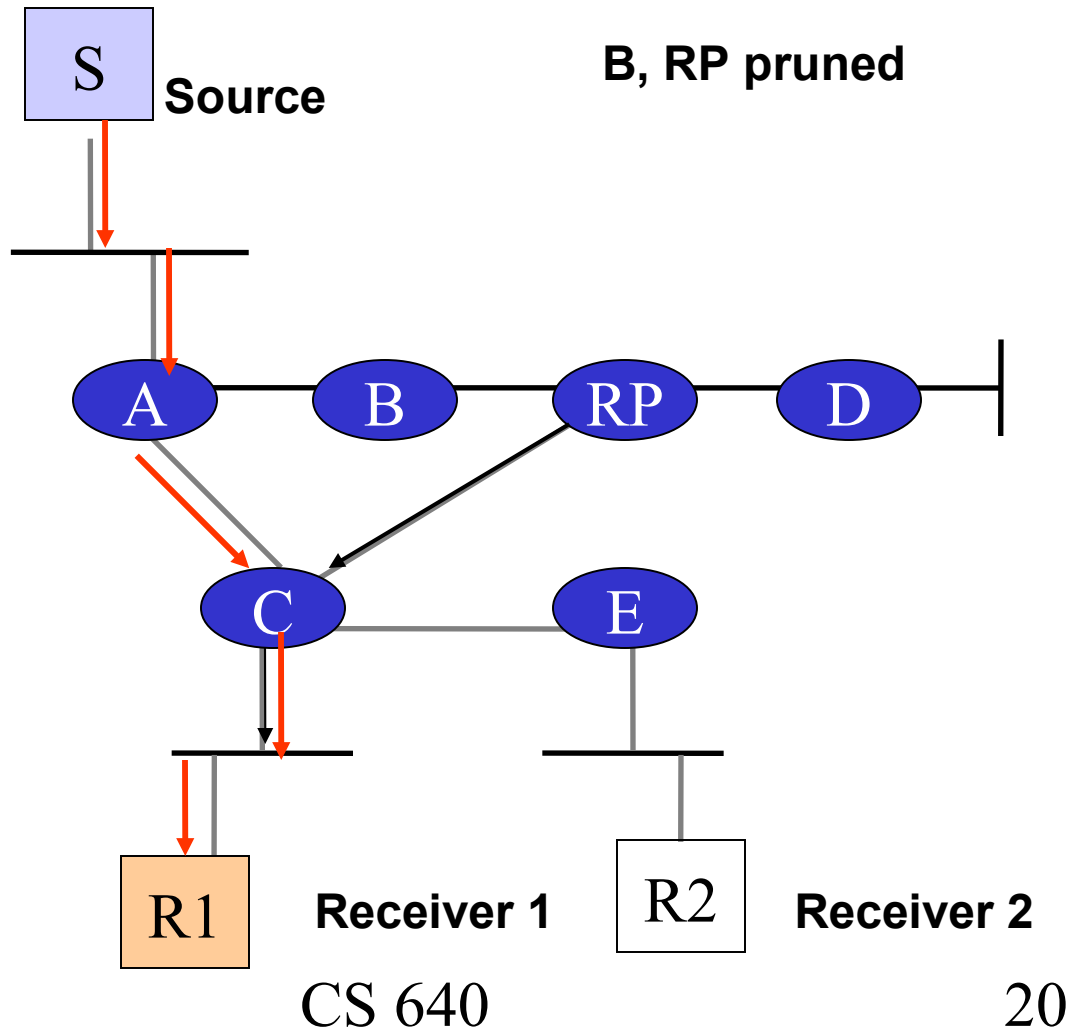 S
Source
B, RP pruned
A
B
RP
D
C
E
R1
Receiver 1
R2
Receiver 2
CS 640
20